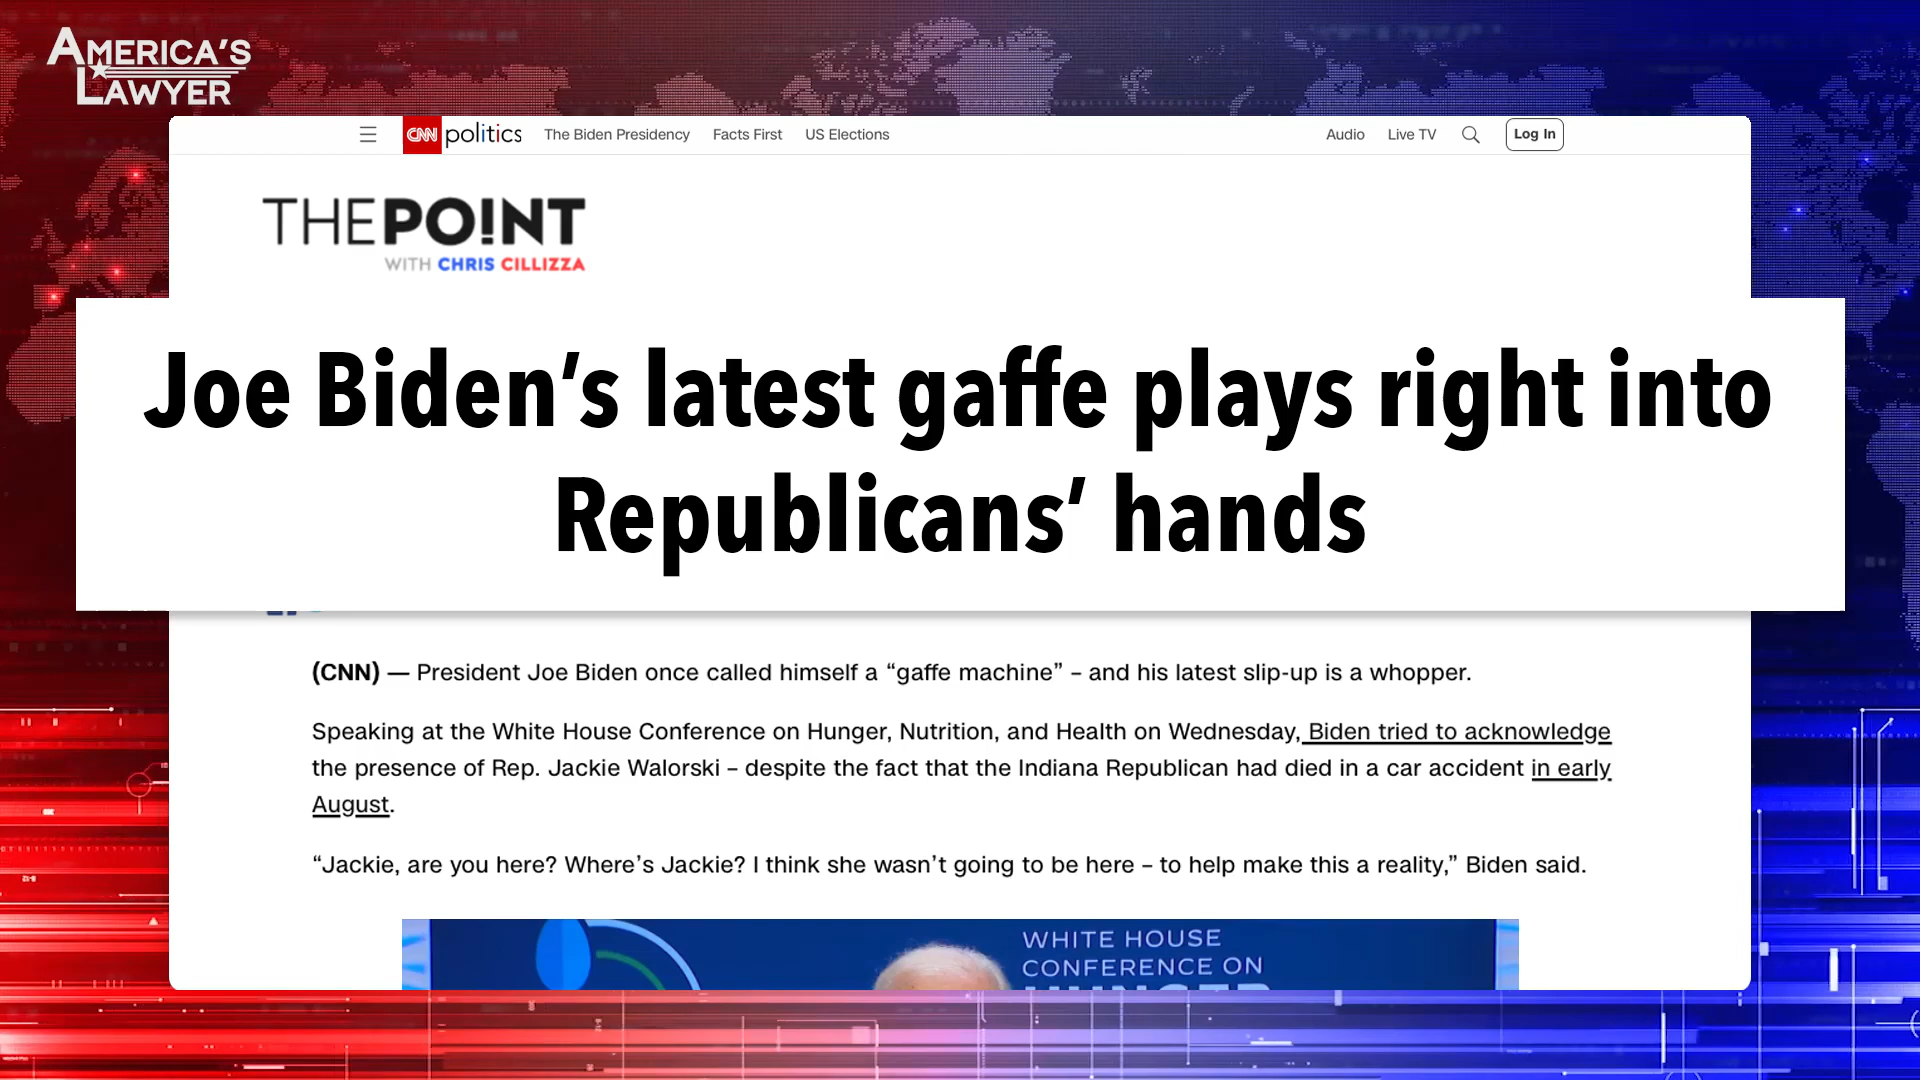 AMERICA'S
LAWYER
CNN politics The Biden Presidency Facts First US Elections Audio Live TV Log In
THE PO!NT
WITH CHRIS CILLIZZA
Joe Biden’s latest gaffe plays right into
Republicans’ hands
(CNN) — President Joe Biden once called himself a “gaffe machine” – and his latest slip-up is a whopper.
Speaking at the White House Conference on Hunger, Nutrition, and Health on Wednesday, Biden tried to acknowledge
the presence of Rep. Jackie Walorski – despite the fact that the Indiana Republican had died in a car accident in early
August.
“Jackie, are you here? Where’s Jackie? I think she wasn’t going to be here – to help make this a reality,” Biden said.
WHITE HOUSE
CONFERENCE ON
HUNGER